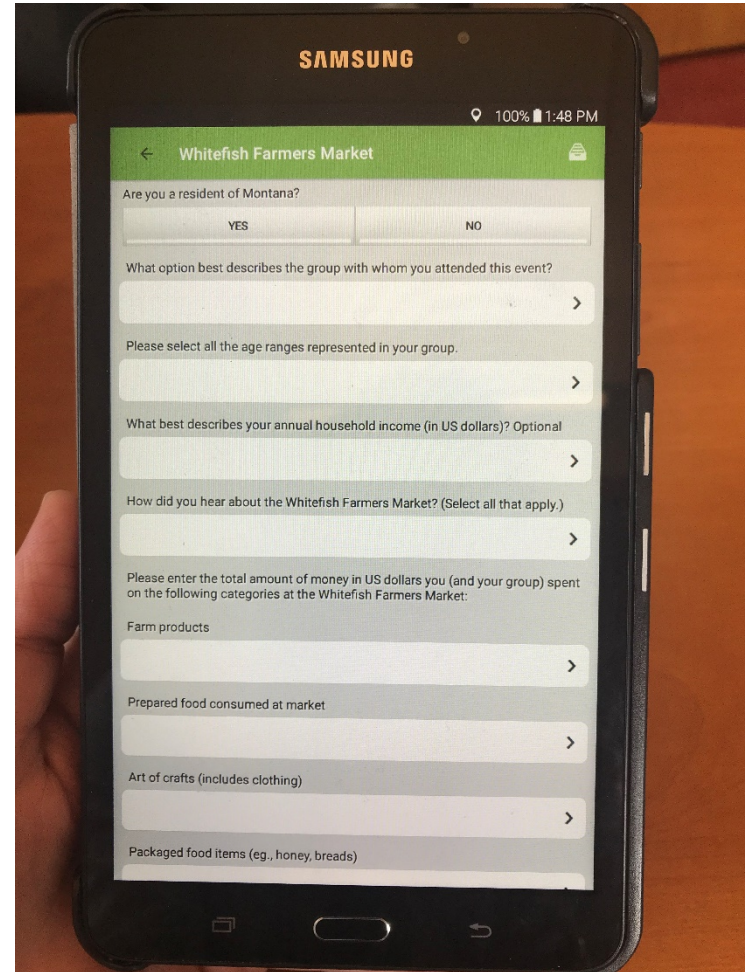 SAMSUNG
100% 1:48 PM
Whitefish Farmers Market
Are you a resident of Montana?
YES NO
What option best describes the group with whom you attended this event?
Please select all the age ranges represented in your group.
What best describes your annual household income (in US dollars)? Optional
How did you hear about the Whitefish Farmers Market? (Select all that apply.)
Please enter the total amount of money in US dollars you (and your group) spent
on the following categories at the Whitefish Farmers Market:
Farm products
Prepared food consumed at market
Art of crafts (includes clothing)
Packaged food items (eg., honey, breads)